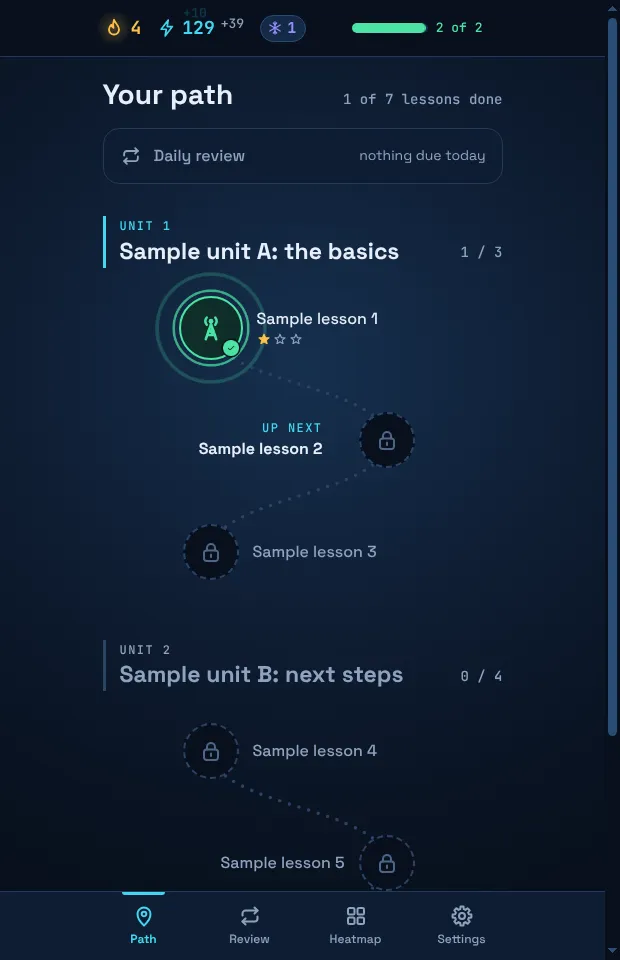 +10
4
129 +39
1
2 of 2
Your path
1 of 7 lessons done
Daily review
nothing due today
UNIT 1
Sample unit A: the basics
1 / 3
Sample lesson 1
UP NEXT
Sample lesson 2
Sample lesson 3
UNIT 2
Sample unit B: next steps
0 / 4
Sample lesson 4
Sample lesson 5
Path
Review
Heatmap
Settings